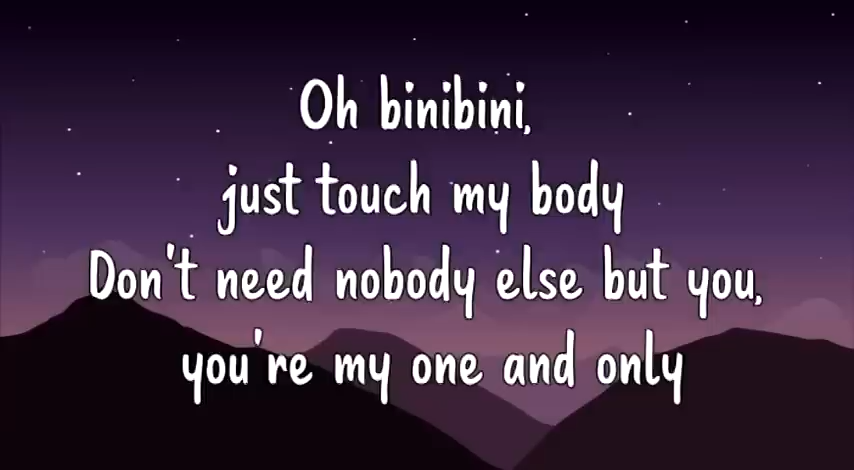 Oh binibini,
just touch my body
Don't need nobody else but you,
you're my one and only